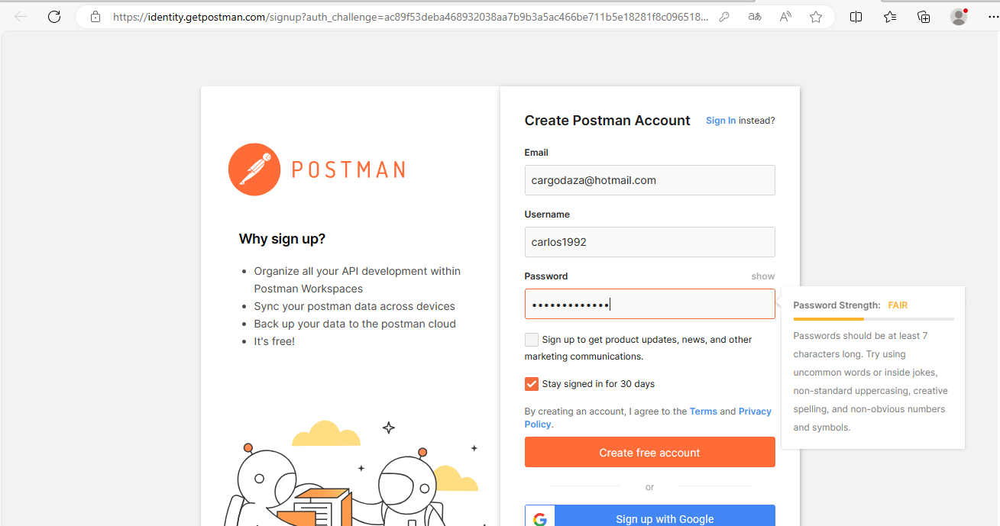 https://identity.getpostman.com/signup?auth_challenge=ac89f53deba468932038aa7b9b3a5ac466be711b5e18281f8c096518...
aあ
A
POSTMAN
Why sign up?
Organize all your API development within
Postman Workspaces
Sync your postman data across devices
Back up your data to the postman cloud
It's free!
Create Postman Account
Sign In instead?
Email
cargodaza@hotmail.com
Username
carlos1992
Password
show
•••••••••••••
Sign up to get product updates, news, and other
marketing communications.
Stay signed in for 30 days
By creating an account, I agree to the Terms and Privacy
Policy.
Create free account
or
Sign up with Google
Password Strength: FAIR
Passwords should be at least 7
characters long. Try using
uncommon words or inside jokes,
non-standard uppercasing, creative
spelling, and non-obvious numbers
and symbols.